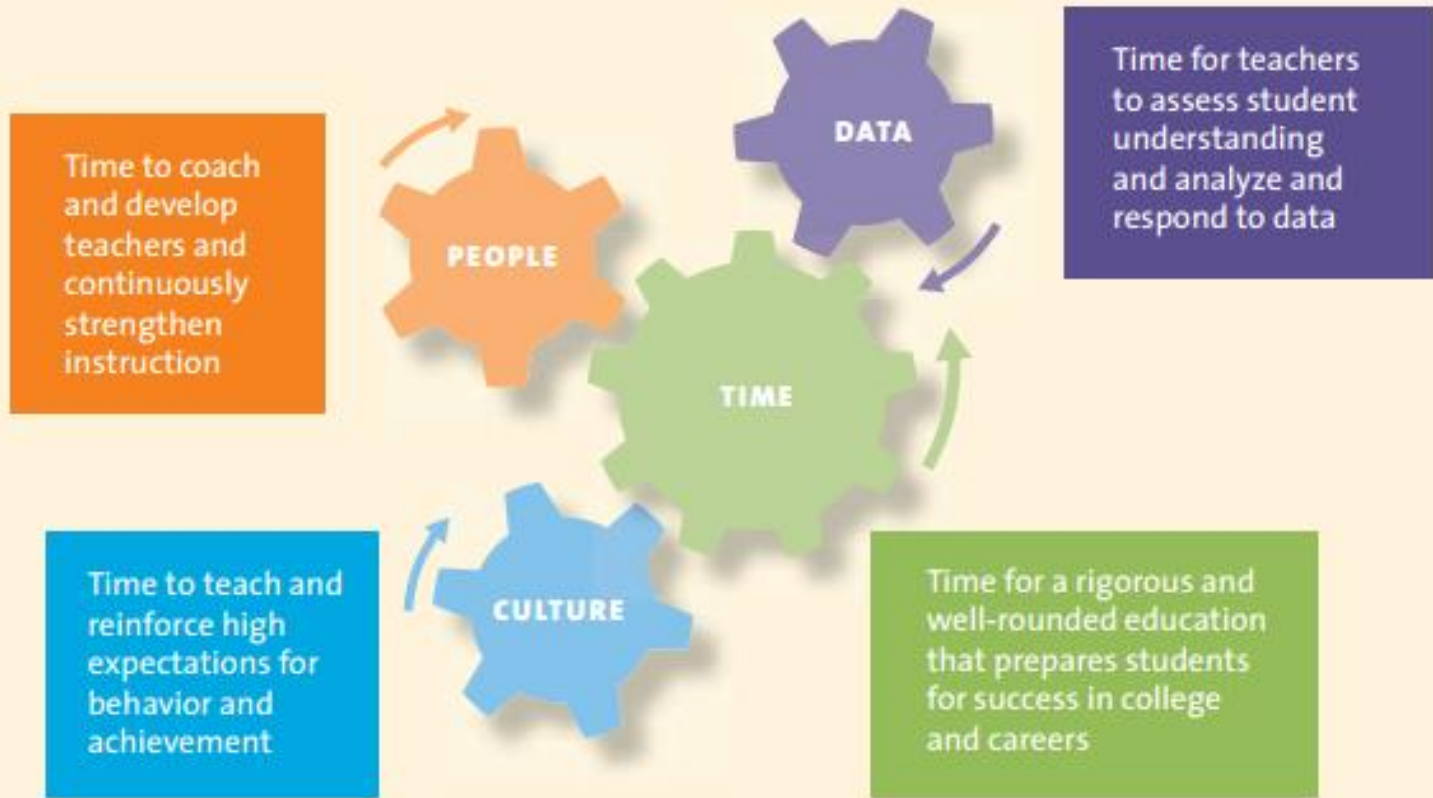 DATA
Time for teachers
to assess student
understanding
and analyze and
respond to data
Time to coach
and develop
teachers and
continuously
strengthen
instruction
PEOPLE
TIME
CULTURE
Time to teach and
reinforce high
expectations for
behavior and
achievement
Time for a rigorous and
well-rounded education
that prepares students
for success in college
and careers